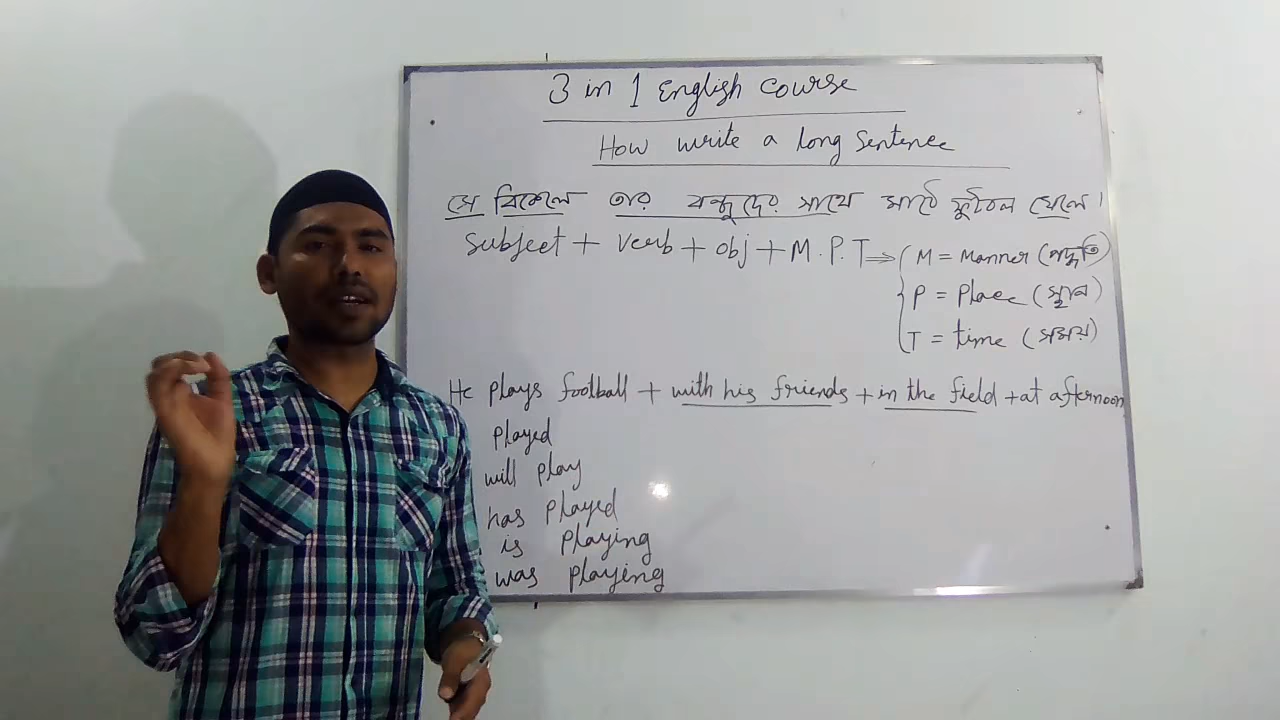 3 in 1 English course
How write a long Sentence
সে বিকেলে তার বন্ধুদের সাথে মাঠে ফুটবল খেলে।
Subject + verb + obj + M.P.T ⇒ { M = Manner (পদ্ধতি)
P = Place (স্থান)
T = time (সময়)
He plays football + with his friends + in the field + at afternoon
played
will play
has played
is playing
was playing